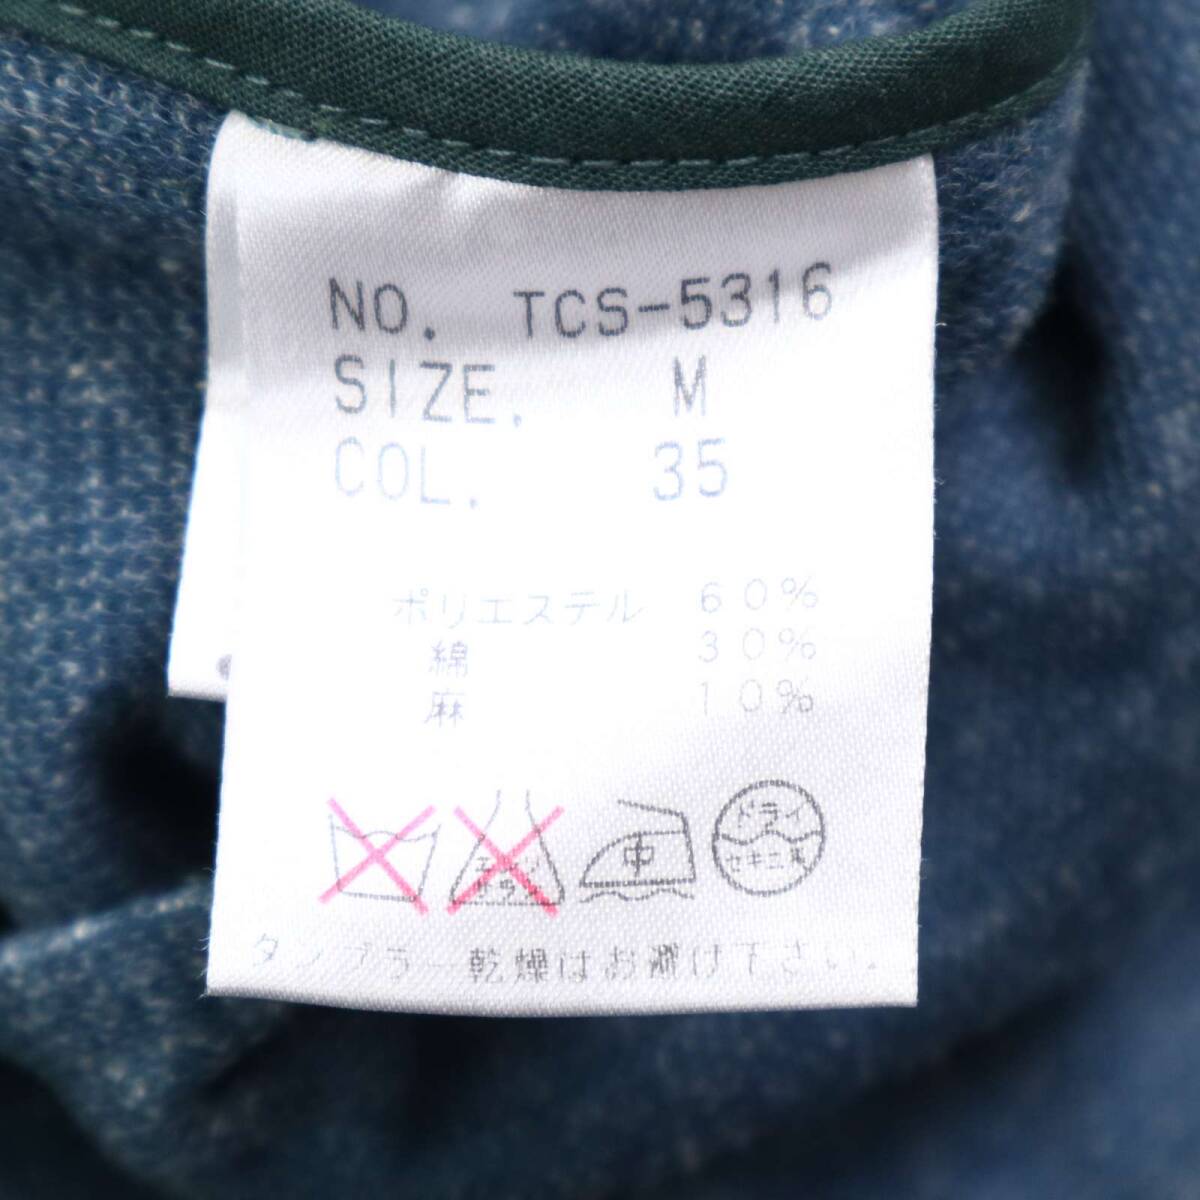 NO. TCS-5316
SIZE. M
COL. 35
ポリエステル 60%
綿 30%
麻 10%
中
ドライ
セキユ系
タンブラー乾燥はお避け下さい.